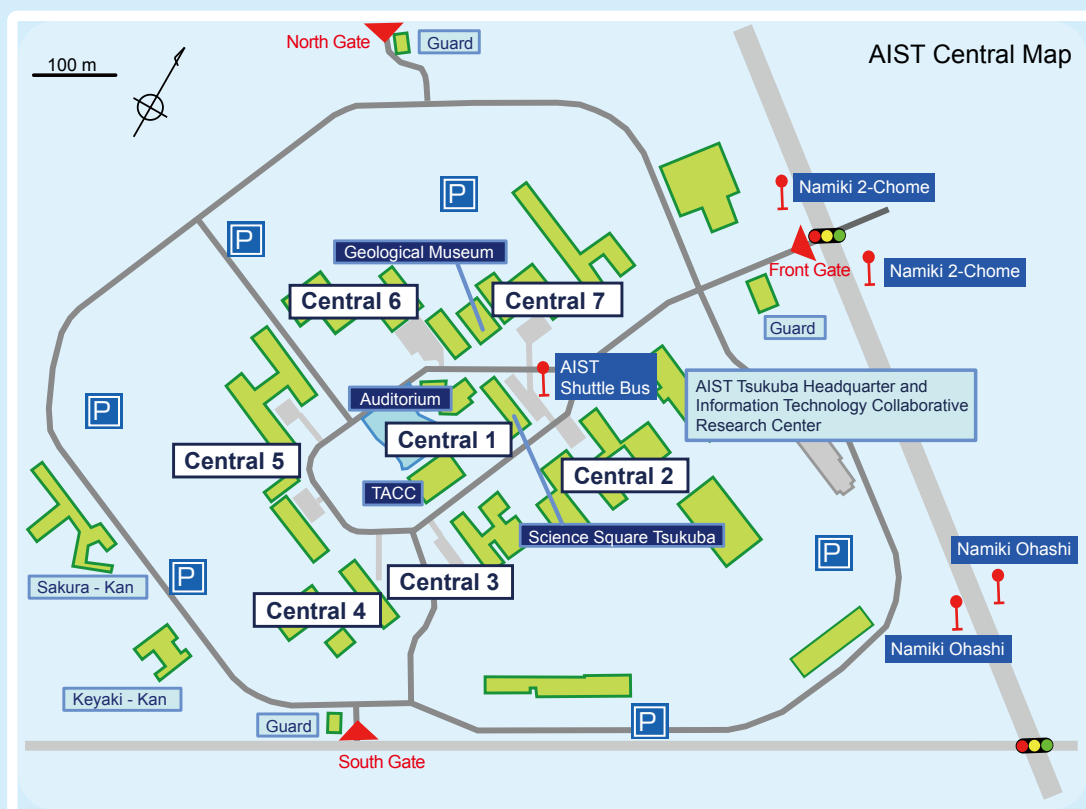 North Gate
Guard
AIST Central Map
100 m
P
Namiki 2-Chome
P
Geological Museum
Front Gate
Namiki 2-Chome
Central 6
Central 7
Guard
AIST
Shuttle Bus
AIST Tsukuba Headquarter and
Information Technology Collaborative
Research Center
Auditorium
P
Central 1
Central 5
Central 2
TACC
Science Square Tsukuba
P
Namiki Ohashi
Sakura - Kan
P
Central 3
Central 4
Namiki Ohashi
Keyaki - Kan
Guard
P
South Gate